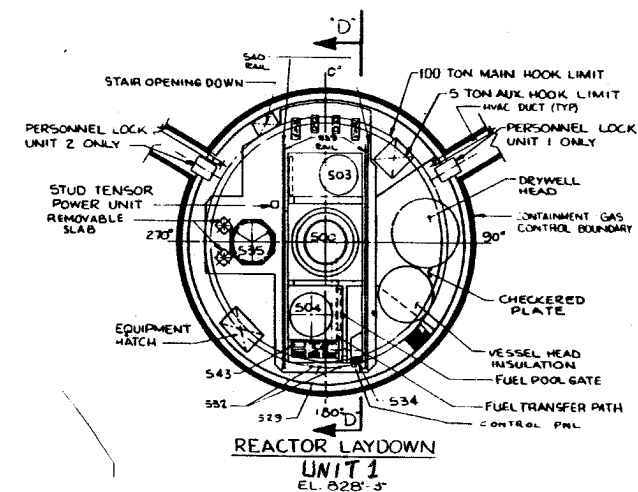 "D"
540
RAIL
0°
STAIR OPENING DOWN
100 TON MAIN HOOK LIMIT
5 TON AUX. HOOK LIMIT
HVAC DUCT (TYP)
PERSONNEL LOCK
UNIT 2 ONLY
PERSONNEL LOCK
UNIT 1 ONLY
RAIL
503
STUD TENSOR
POWER UNIT
REMOVABLE
SLAB
DRYWELL
HEAD
CONTAINMENT GAS
CONTROL BOUNDARY
270°
535
90°
CHECKERED
PLATE
504
EQUIPMENT
HATCH
VESSEL HEAD
INSULATION
FUEL POOL GATE
543
532
529
534
180°
"D"
FUEL TRANSFER PATH
CONTROL PNL
REACTOR LAYDOWN
UNIT 1
EL. 828'-3"